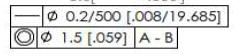 — ⌀ 0.2/500 [.008/19.685]
◎ ⌀ 1.5 [.059] A - B